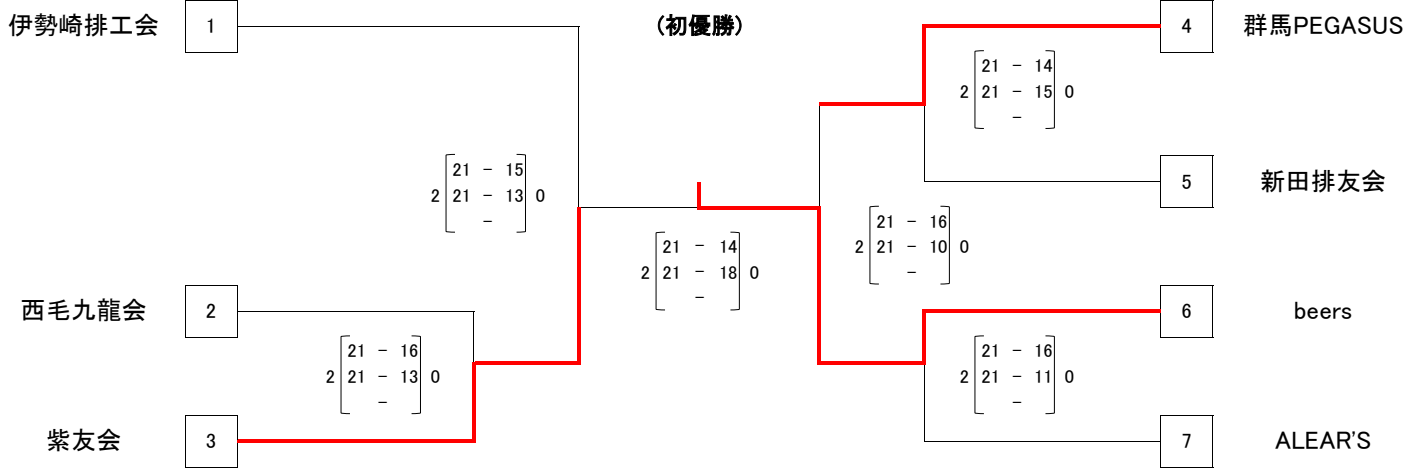 伊勢崎排工会 1
(初優勝)
4 群馬PEGASUS
21 - 14
2 21 - 15 0
-
21 - 15
2 21 - 13 0
-
5 新田排友会
21 - 16
2 21 - 10 0
-
21 - 14
2 21 - 18 0
-
西毛九龍会 2
6 beers
21 - 16
2 21 - 13 0
-
21 - 16
2 21 - 11 0
-
紫友会 3
7 ALEAR'S